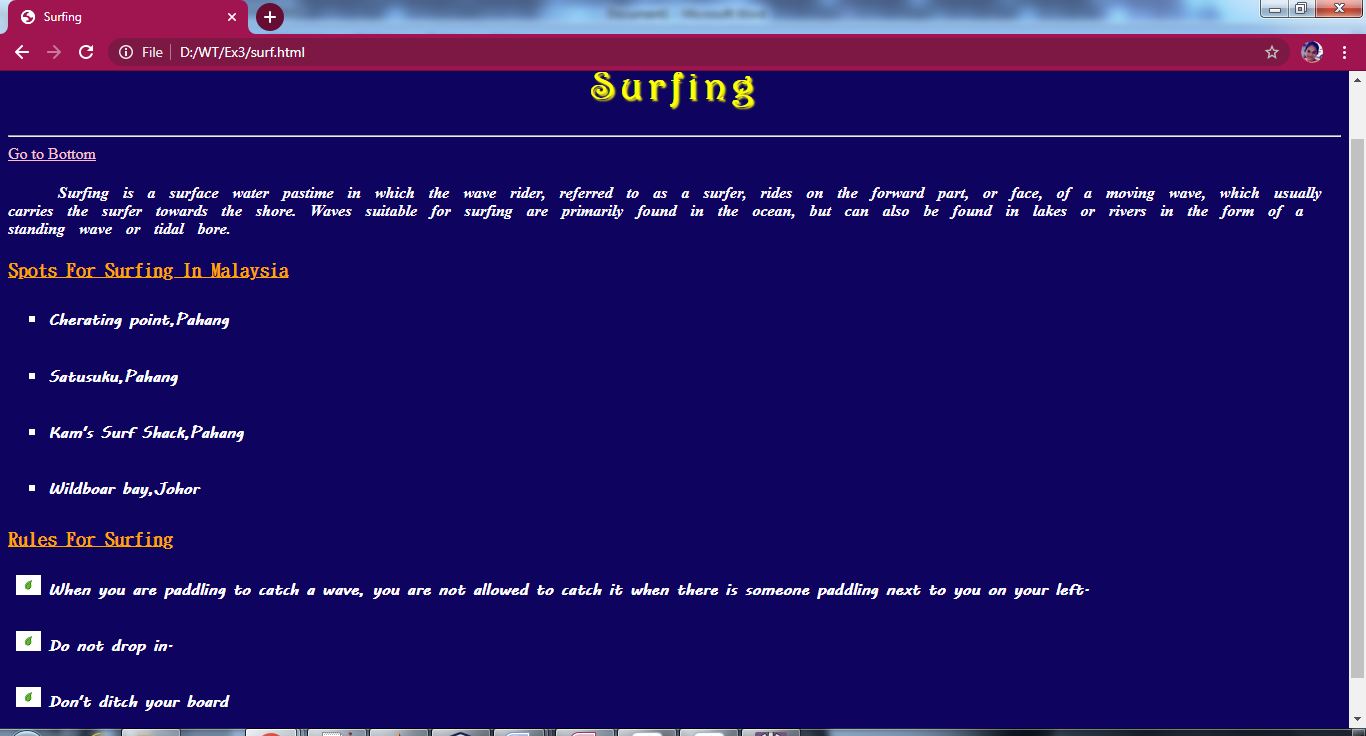 Surfing
File D:/WT/Ex3/surf.html
Surfing
Go to Bottom
Surfing is a surface water pastime in which the wave rider, referred to as a surfer, rides on the forward part, or face, of a moving wave, which usually
carries the surfer towards the shore. Waves suitable for surfing are primarily found in the ocean, but can also be found in lakes or rivers in the form of a
standing wave or tidal bore.
Spots For Surfing In Malaysia
Cherating point,Pahang
Satusuku,Pahang
Kam's Surf Shack,Pahang
Wildboar bay,Johor
Rules For Surfing
When you are paddling to catch a wave, you are not allowed to catch it when there is someone paddling next to you on your left.
Do not drop in.
Don't ditch your board